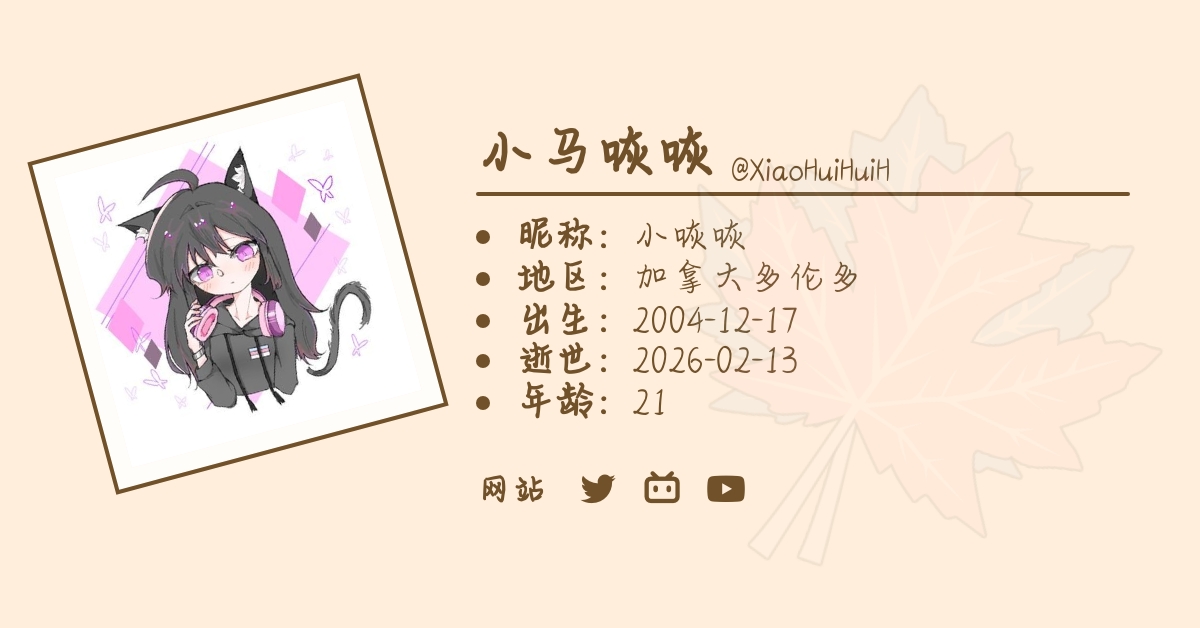 小马咴咴 @XiaoHuiHuiH
昵称： 小咴咴
地区： 加拿大多伦多
出生： 2004-12-17
逝世： 2026-02-13
年龄： 21
网站